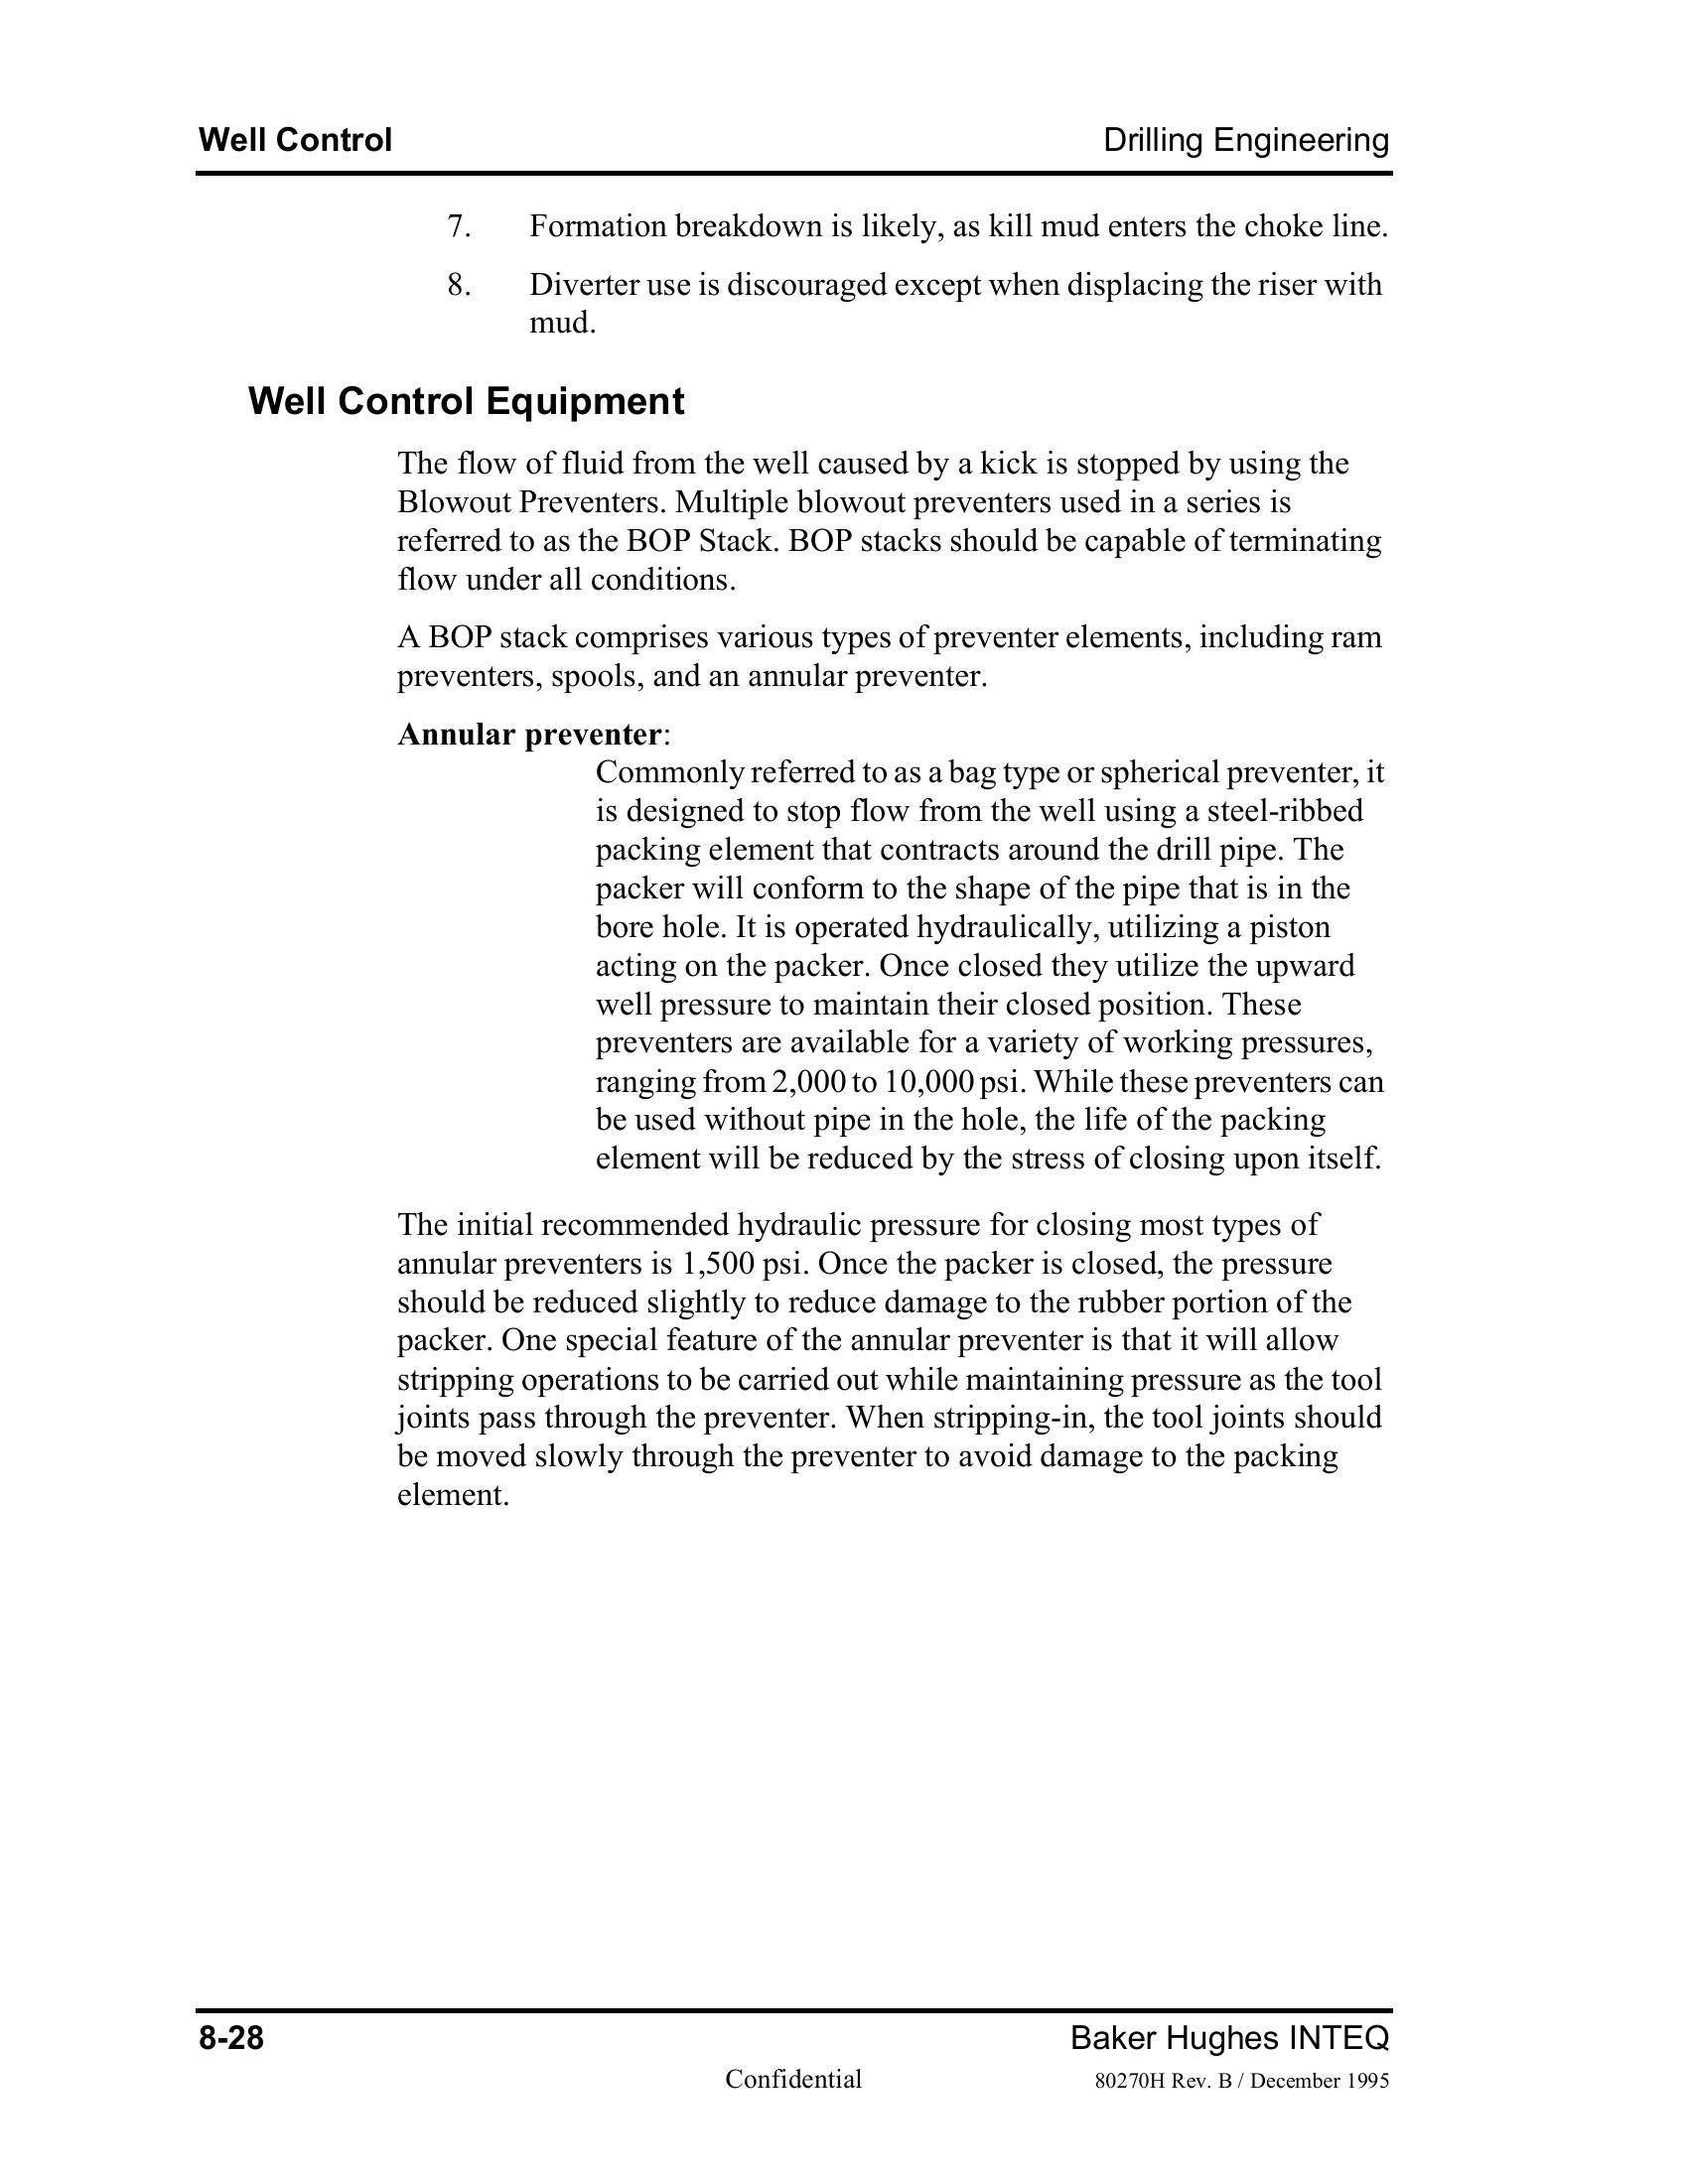 Well Control Drilling Engineering
7. Formation breakdown is likely, as kill mud enters the choke line.
8. Diverter use is discouraged except when displacing the riser with
mud.
Well Control Equipment
The flow of fluid from the well caused by a kick is stopped by using the
Blowout Preventers. Multiple blowout preventers used in a series is
referred to as the BOP Stack. BOP stacks should be capable of terminating
flow under all conditions.
A BOP stack comprises various types of preventer elements, including ram
preventers, spools, and an annular preventer.
Annular preventer:
Commonly referred to as a bag type or spherical preventer, it
is designed to stop flow from the well using a steel-ribbed
packing element that contracts around the drill pipe. The
packer will conform to the shape of the pipe that is in the
bore hole. It is operated hydraulically, utilizing a piston
acting on the packer. Once closed they utilize the upward
well pressure to maintain their closed position. These
preventers are available for a variety of working pressures,
ranging from 2,000 to 10,000 psi. While these preventers can
be used without pipe in the hole, the life of the packing
element will be reduced by the stress of closing upon itself.
The initial recommended hydraulic pressure for closing most types of
annular preventers is 1,500 psi. Once the packer is closed, the pressure
should be reduced slightly to reduce damage to the rubber portion of the
packer. One special feature of the annular preventer is that it will allow
stripping operations to be carried out while maintaining pressure as the tool
joints pass through the preventer. When stripping-in, the tool joints should
be moved slowly through the preventer to avoid damage to the packing
element.
8-28 Baker Hughes INTEQ
Confidential 80270H Rev. B / December 1995